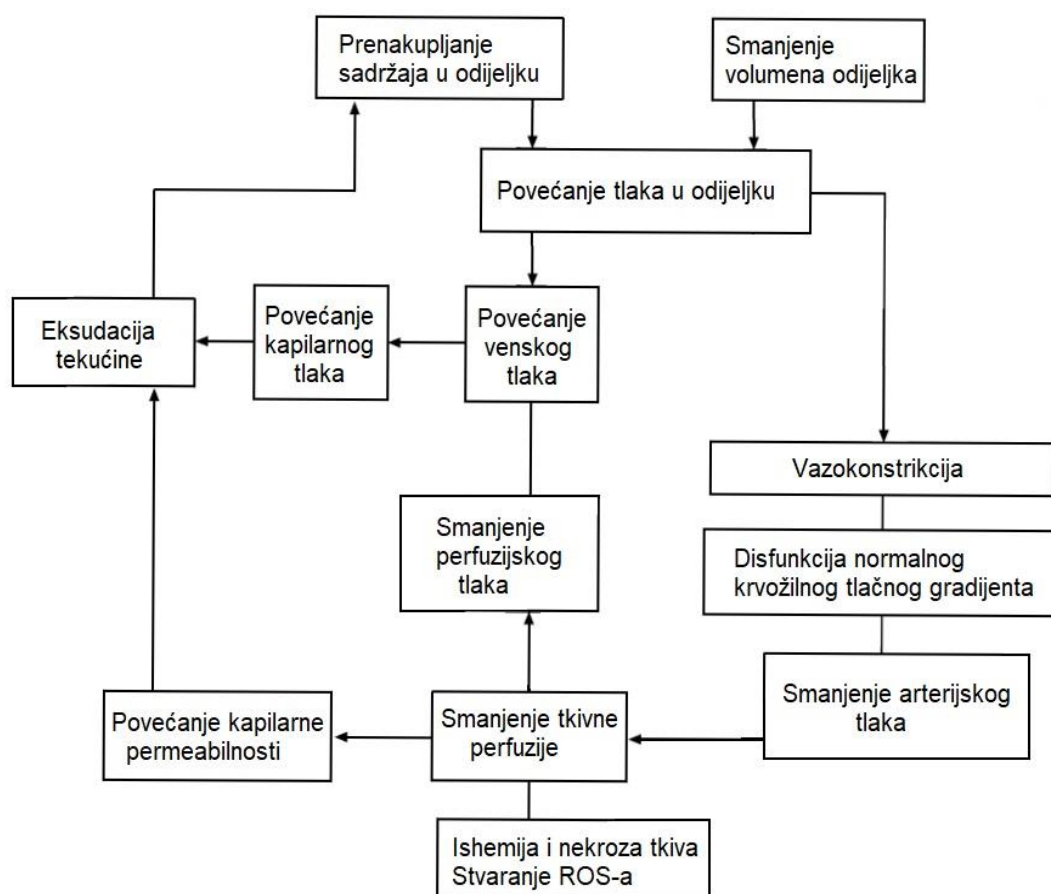 Prenakupljanje
sadržaja u odijeljku
Smanjenje
volumena odijeljka
Povećanje tlaka u odijeljku
Eksudacija
tekućine
Povećanje
kapilarnog
tlaka
Povećanje
venskog
tlaka
Vazokonstrikcija
Smanjenje
perfuzijskog
tlaka
Disfunkcija normalnog
krvožilnog tlačnog gradijenta
Povećanje kapilarne
permeabilnosti
Smanjenje tkivne
perfuzije
Smanjenje arterijskog
tlaka
Ishemija i nekroza tkiva
Stvaranje ROS-a